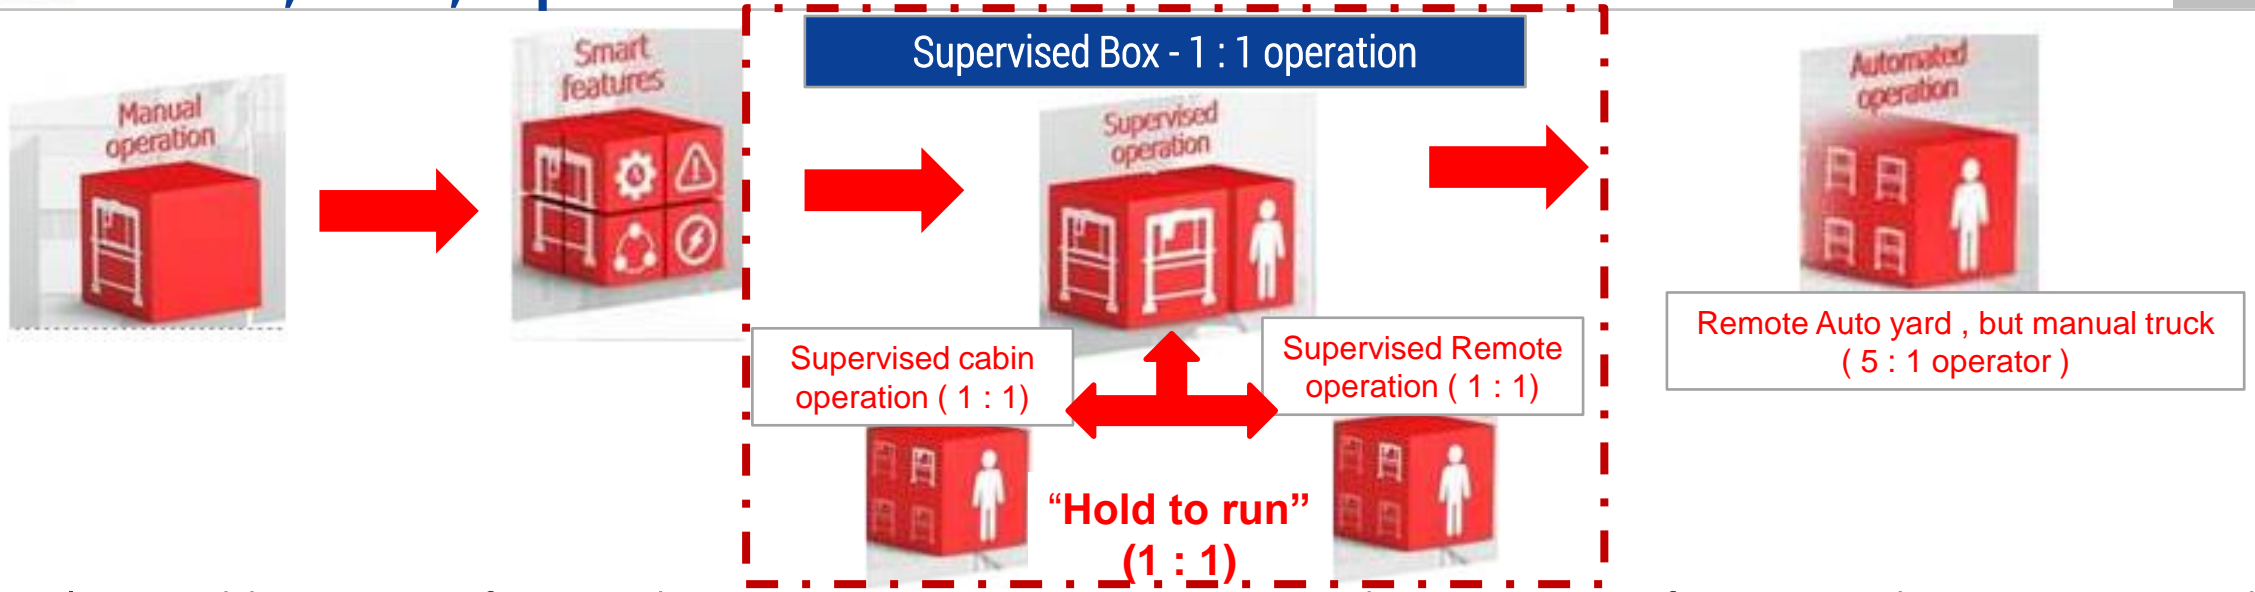 Supervised Box - 1 : 1 operation
Manual
operation
Smart
features
Supervised
operation
Automated
operation
Supervised cabin
operation ( 1 : 1)
Supervised Remote
operation ( 1 : 1)
Remote Auto yard , but manual truck
( 5 : 1 operator )
“Hold to run”
(1 : 1)